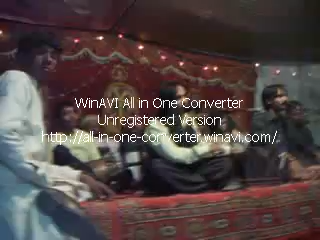 WinAVI All in One Converter
Unregistered Version
http://all-in-one-converter.winavi.com/